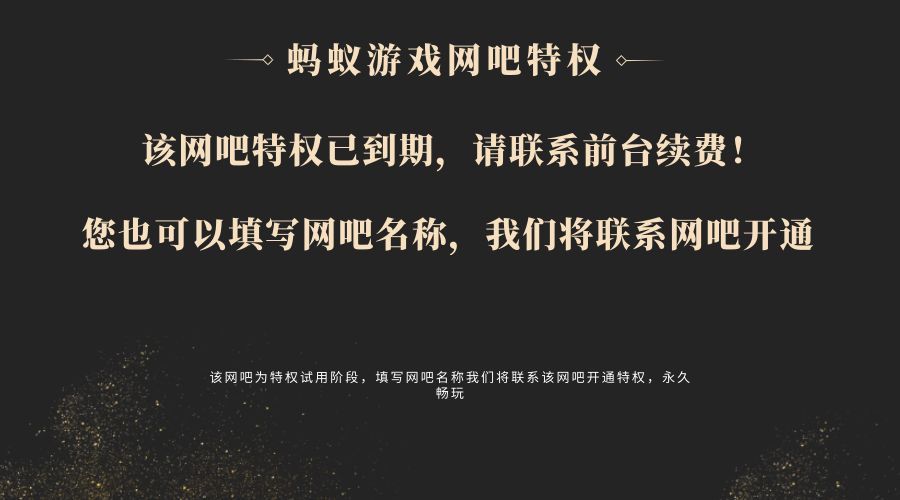 蚂蚁游戏网吧特权
该网吧特权已到期，请联系前台续费！
您也可以填写网吧名称，我们将联系网吧开通
该网吧为特权试用阶段，填写网吧名称我们将联系该网吧开通特权，永久
畅玩